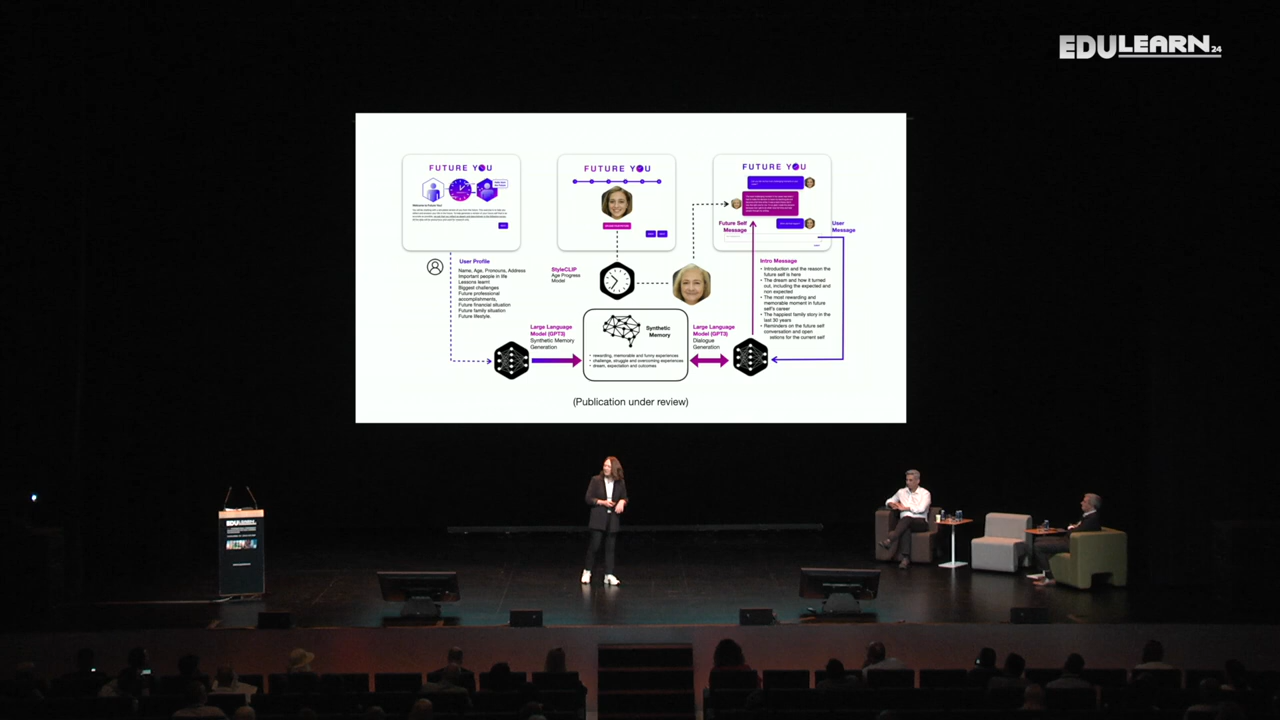 EDULEARN24
FUTURE YOU
Welcome to Future You!
FUTURE YOU
FUTURE YOU
Future Self
Message
User
Message
User Profile
Name, Age, Pronouns, Address
Important people in life
Lessons learnt
Biggest challenges
Future professional
accomplishments,
Future financial situation
Future family situation
Future lifestyle.
StyleCLIP
Age Progress
Model
Intro Message
• Introduction and the reason the
future self is here
• The dream and how it turned
out, including the expected and
non expected
• The most rewarding and
memorable moment in future
self's career
• The happiest family story in the
last 30 years
• Reminders on the future self
conversation and open
options for the current self
Large Language
Model (GPT3)
Synthetic Memory
Generation
Synthetic
Memory
• rewarding, memorable and funny experiences
• challenge, struggle and overcoming experiences
• dream, expectation and outcomes
Large Language
Model (GPT3)
Dialogue
Generation
(Publication under review)
EDULEARN